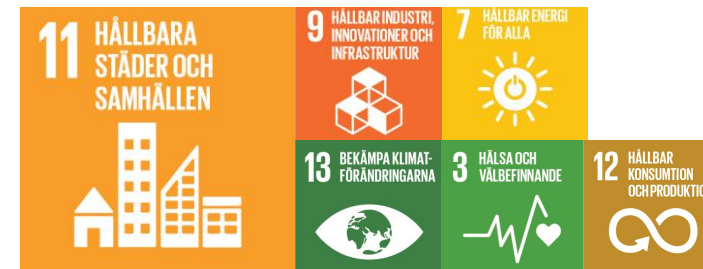 11 HÅLLBARA
STÄDER OCH
SAMHÄLLEN
9 HÅLLBAR INDUSTRI,
INNOVATIONER OCH
INFRASTRUKTUR
7 HÅLLBAR ENERGI
FÖR ALLA
13 BEKÄMPA KLIMAT-
FÖRÄNDRINGARNA
3 HÄLSA OCH
VÄLBEFINNANDE
12 HÅLLBAR
KONSUMTION
OCH PRODUKTIO